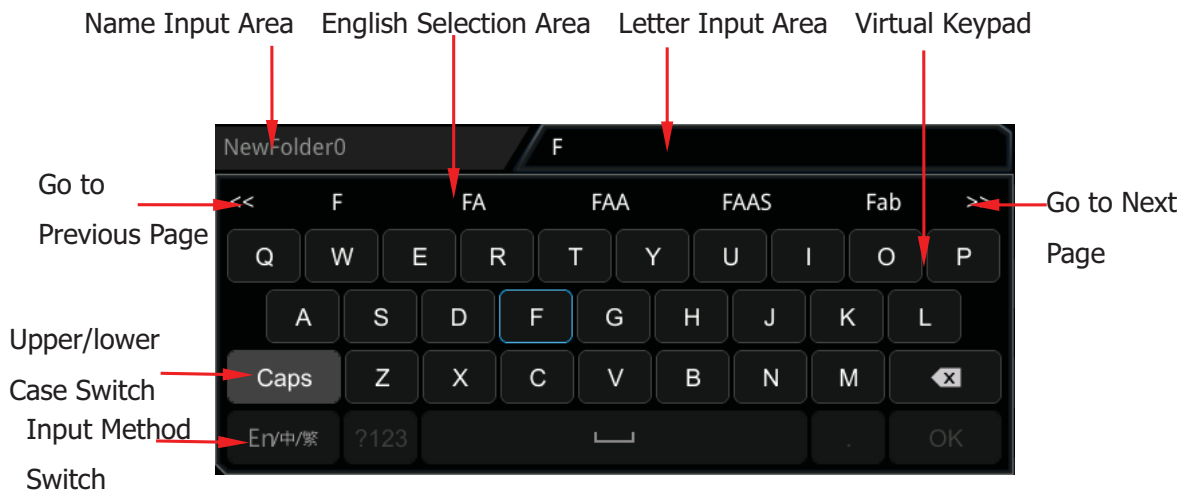 Name Input Area English Selection Area Letter Input Area Virtual Keypad
NewFolder0 F
Go to
Previous Page
<< F FA FAA FAAS Fab >>
Go to Next
Page
Q W E R T Y U I O P
A S D F G H J K L
Upper/lower
Case Switch
Caps Z X C V B N M x
Input Method
Switch
En/中/繁 ?123 . OK